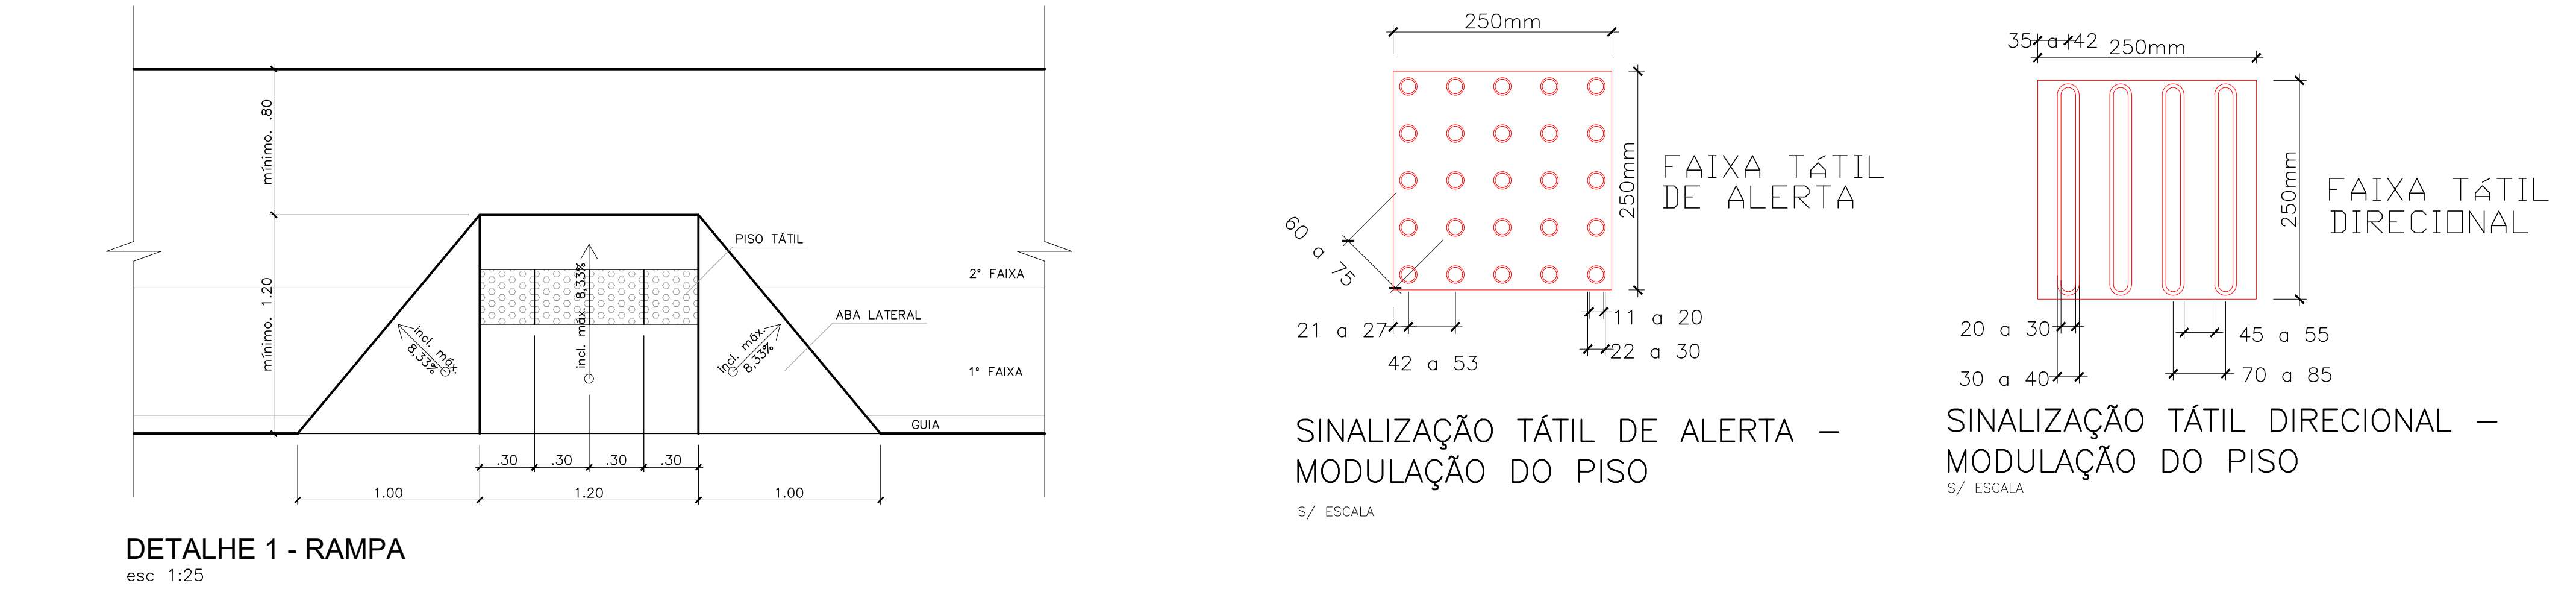 mínimo. .80
mínimo. 1.20
PISO TÁTIL
2ª FAIXA
ABA LATERAL
1ª FAIXA
GUIA
incl. máx.
8,33%
incl. máx. 8,33%
incl. máx.
8,33%
.30 .30 .30 .30
1.00 1.20 1.00
DETALHE 1 - RAMPA
esc 1:25
250mm
250mm
FAIXA TáTIL
DE ALERTA
60 a 75
21 a 27
42 a 53
11 a 20
22 a 30
SINALIZAÇÃO TÁTIL DE ALERTA –
MODULAÇÃO DO PISO
S/ ESCALA
35 a 42
250mm
250mm
FAIXA TáTIL
DIRECIONAL
20 a 30
30 a 40
45 a 55
70 a 85
SINALIZAÇÃO TÁTIL DIRECIONAL –
MODULAÇÃO DO PISO
S/ ESCALA